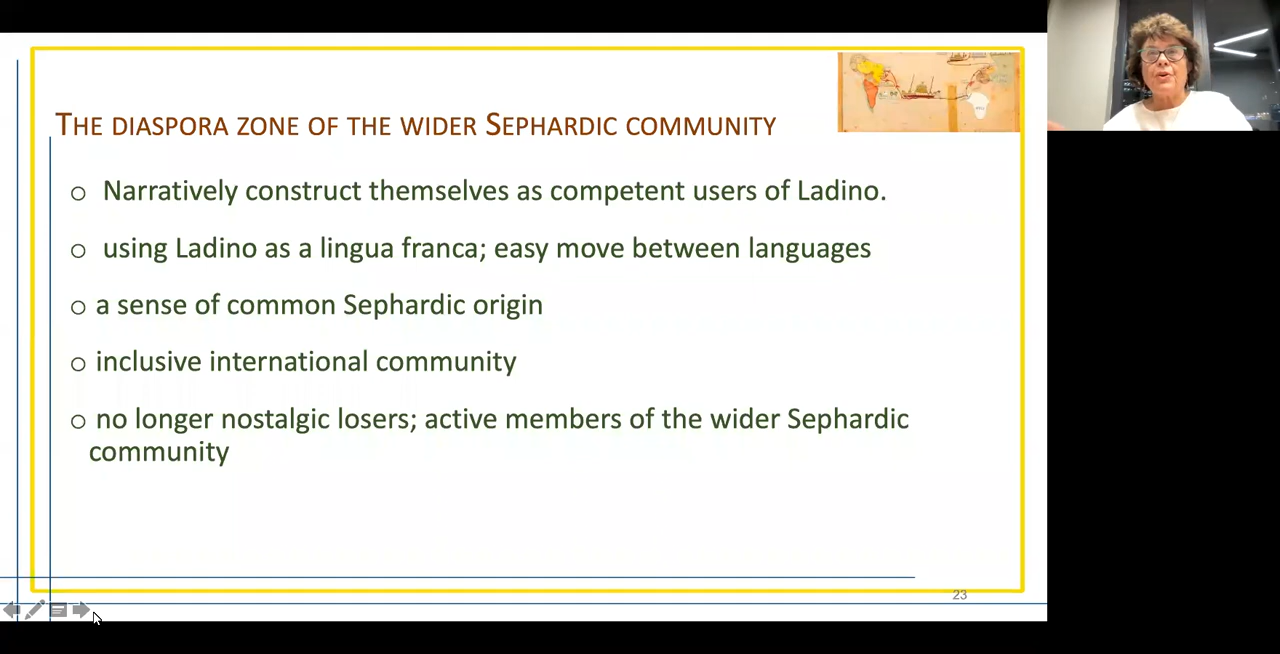 THE DIASPORA ZONE OF THE WIDER SEPHARDIC COMMUNITY
○ Narratively construct themselves as competent users of Ladino.
○ using Ladino as a lingua franca; easy move between languages
○ a sense of common Sephardic origin
○ inclusive international community
○ no longer nostalgic losers; active members of the wider Sephardic
community
23